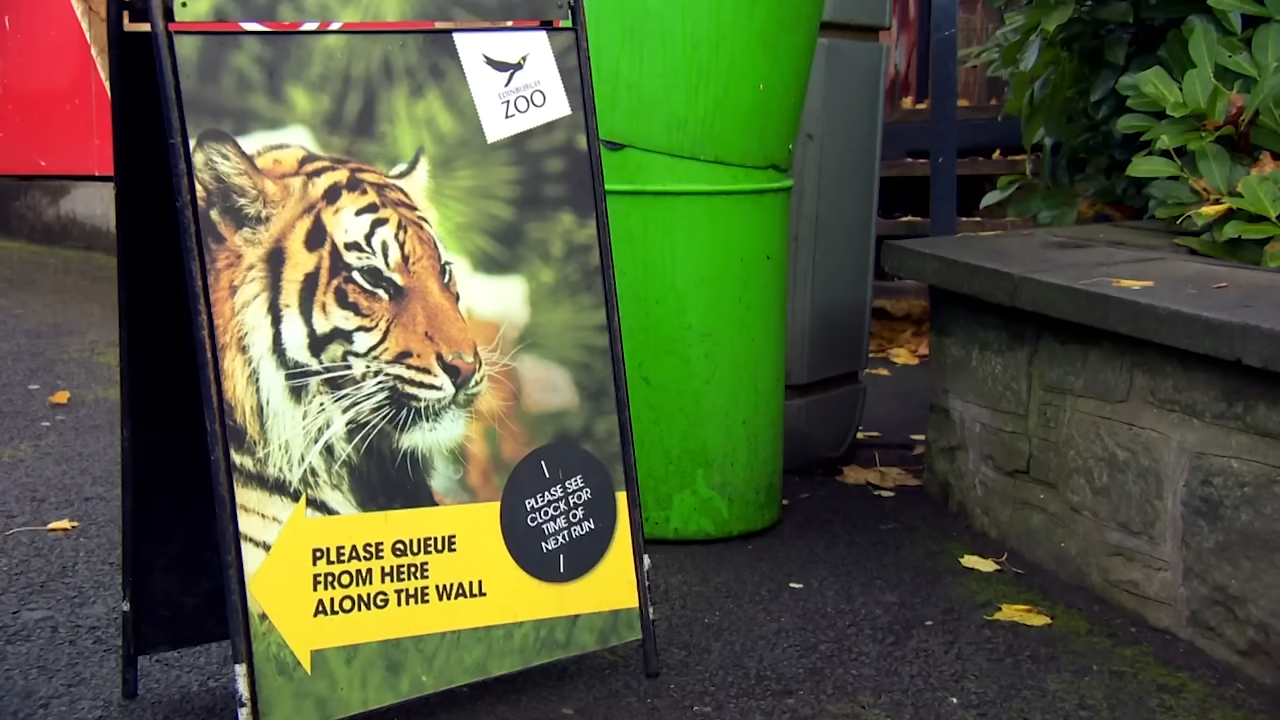 EDINBURGH
ZOO
PLEASE SEE
CLOCK FOR
TIME OF
NEXT RUN
PLEASE QUEUE
FROM HERE
ALONG THE WALL